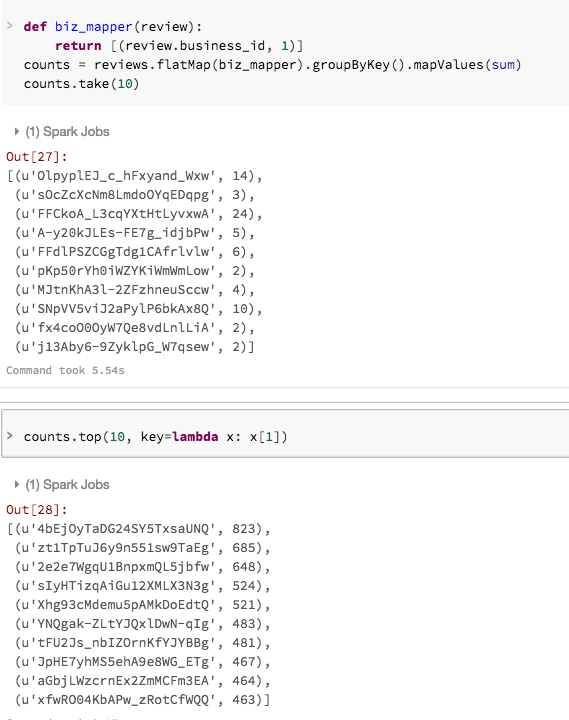 > def biz_mapper(review):
return [(review.business_id, 1)]
counts = reviews.flatMap(biz_mapper).groupByKey().mapValues(sum)
counts.take(10)
(1) Spark Jobs
Out[27]:
[(u'OlpyplEJ_c_hFxyand_Wxw', 14),
(u'sOcZcXcNm8LmdoOYqEDqpg', 3),
(u'FFCkoA_L3cqYXtHtLyvxwA', 24),
(u'A-y20kJLEs-FE7g_idjbPw', 5),
(u'FFdlPSZCGgTdg1CAfrlvlw', 6),
(u'pKp50rYh0iWZYKiWmWmLow', 2),
(u'MJtnKhA3l-2ZFzhneuSccw', 4),
(u'SNpVV5viJ2aPylP6bkAx8Q', 10),
(u'fx4coO0OyW7Qe8vdLnlLiA', 2),
(u'j13Aby6-9ZyklpG_W7qsew', 2)]
Command took 5.54s
> counts.top(10, key=lambda x: x[1])
(1) Spark Jobs
Out[28]:
[(u'4bEjOyTaDG24SY5TxsaUNQ', 823),
(u'zt1TpTuJ6y9n551sw9TaEg', 685),
(u'2e2e7WgqU1BnpxmQL5jbfw', 648),
(u'sIyHTizqAiGu12XMLX3N3g', 524),
(u'Xhg93cMdemu5pAMkDoEdtQ', 521),
(u'YNQgak-ZLtYJQxlDwN-qIg', 483),
(u'tFU2Js_nbIZOrnKfYJYBBg', 481),
(u'JpHE7yhMS5ehA9e8WG_ETg', 467),
(u'aGbjLWzcrnEx2ZmMCFm3EA', 464),
(u'xfwRO04KbAPw_zRotCfWQQ', 463)]